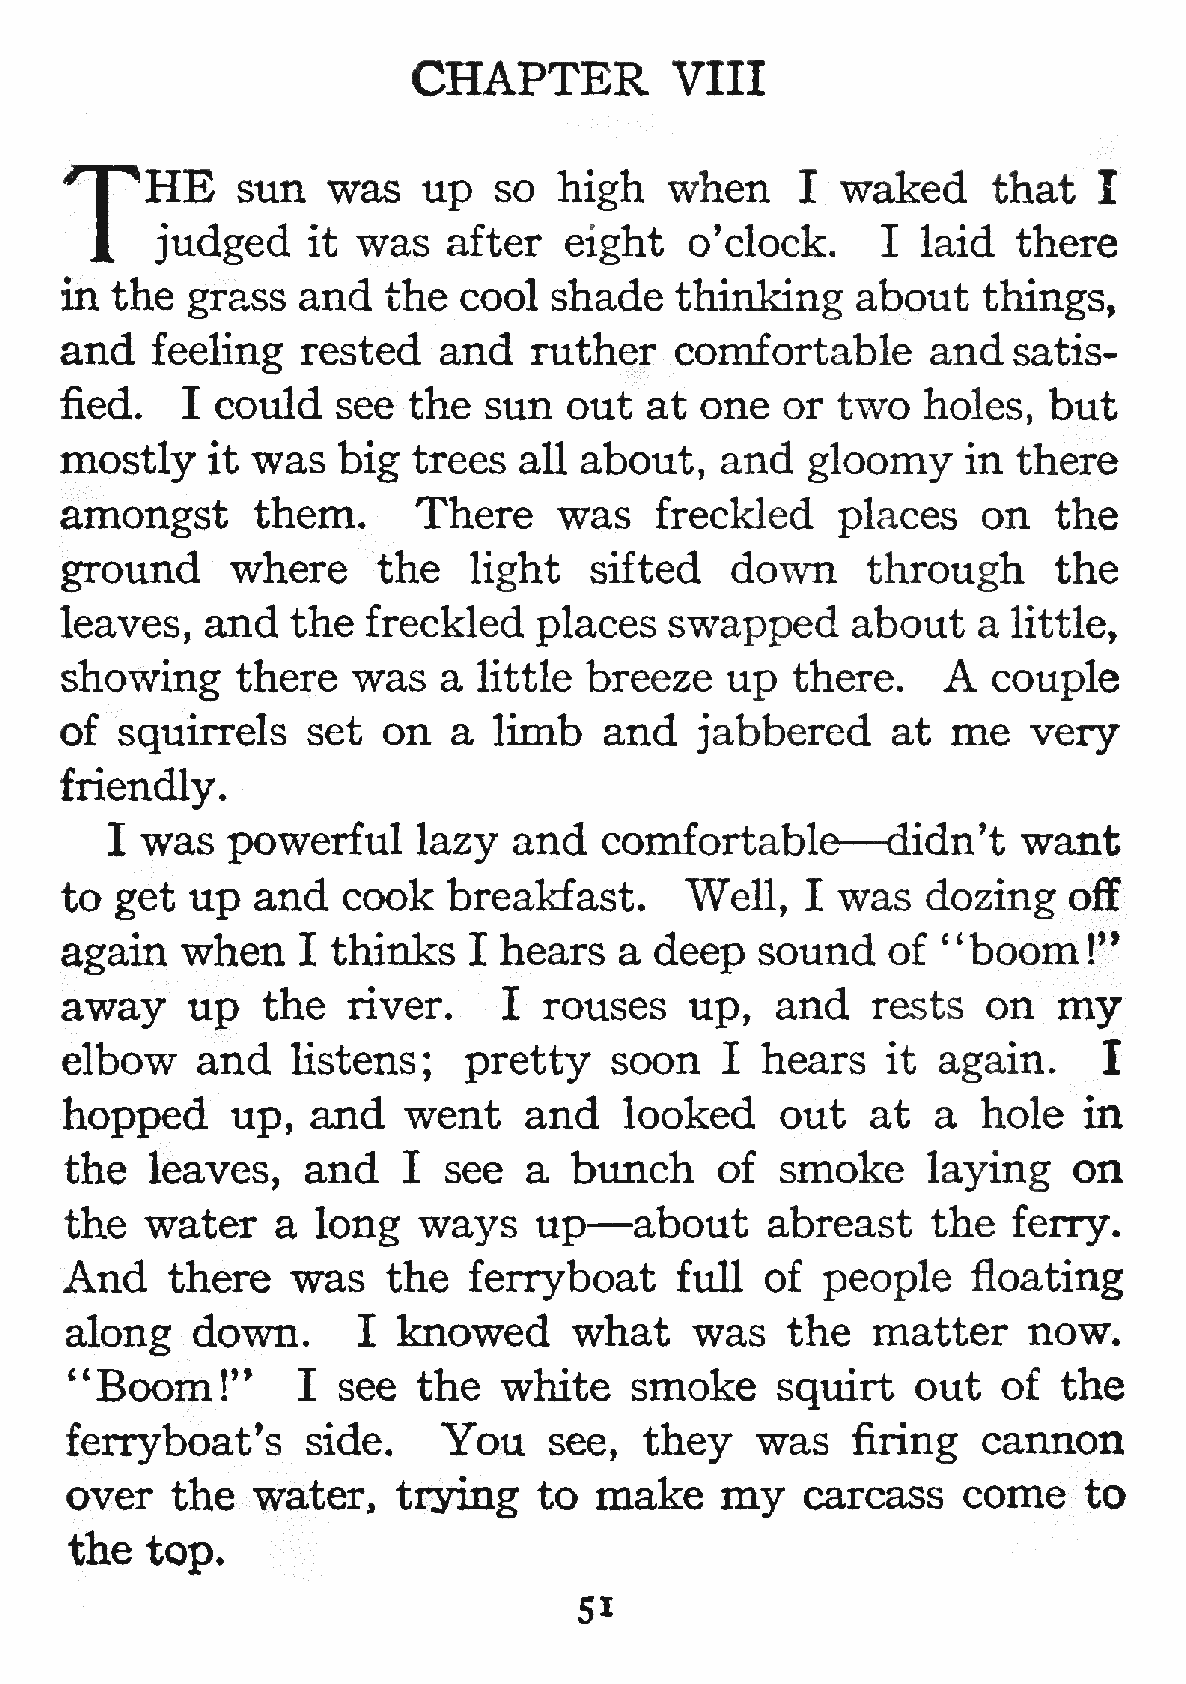 CHAPTER VIII
THE sun was up so high when I waked that I
judged it was after eight o’clock. I laid there
in the grass and the cool shade thinking about things,
and feeling rested and ruther comfortable and satis-
fied. I could see the sun out at one or two holes, but
mostly it was big trees all about, and gloomy in there
amongst them. There was freckled places on the
ground where the light sifted down through the
leaves, and the freckled places swapped about a little,
showing there was a little breeze up there. A couple
of squirrels set on a limb and jabbered at me very
friendly.
I was powerful lazy and comfortable—didn’t want
to get up and cook breakfast. Well, I was dozing off
again when I thinks I hears a deep sound of “boom!”
away up the river. I rouses up, and rests on my
elbow and listens; pretty soon I hears it again. I
hopped up, and went and looked out at a hole in
the leaves, and I see a bunch of smoke laying on
the water a long ways up—about abreast the ferry.
And there was the ferryboat full of people floating
along down. I knowed what was the matter now.
“Boom!” I see the white smoke squirt out of the
ferryboat’s side. You see, they was firing cannon
over the water, trying to make my carcass come to
the top.
51